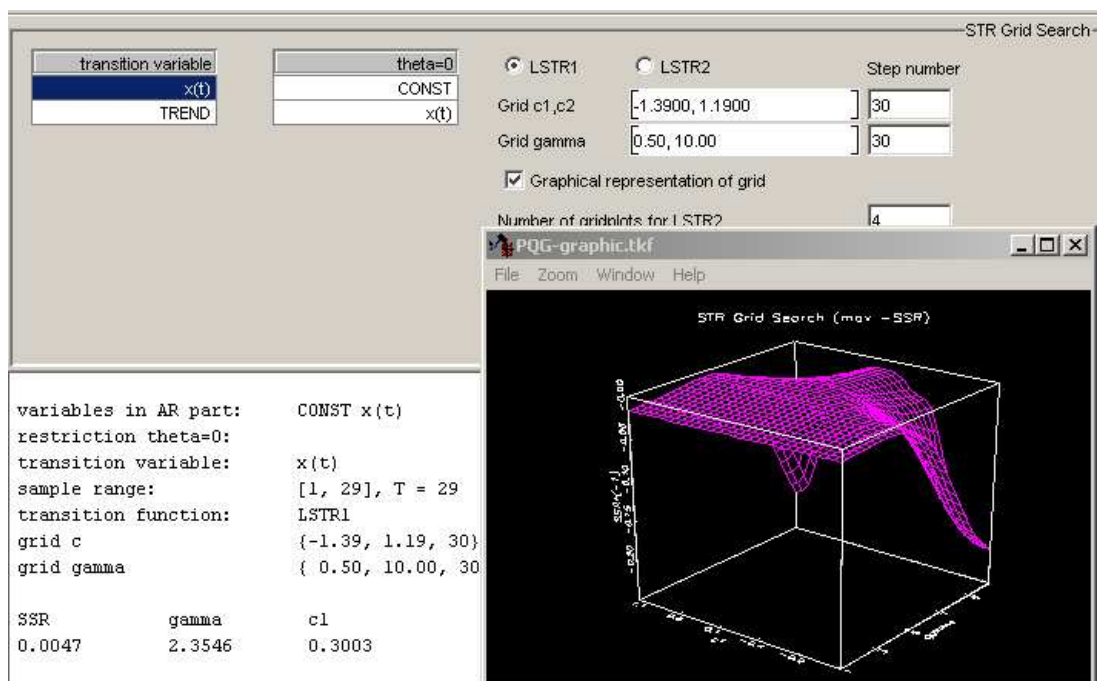 STR Grid Search
transition variable
x(t)
TREND
theta=0
CONST
x(t)
LSTR1
LSTR2
Step number
Grid c1,c2
[-1.3900, 1.1900]
30
Grid gamma
[0.50, 10.00]
30
Graphical representation of grid
Number of gridplots for LSTR2
4
PQG-graphic.tkf
File Zoom Window Help
STR Grid Search (max -SSR)
SSR*(-1)
variables in AR part: CONST x(t)
restriction theta=0:
transition variable: x(t)
sample range: [1, 29], T = 29
transition function: LSTR1
grid c {-1.39, 1.19, 30}
grid gamma { 0.50, 10.00, 30
SSR gamma c1
0.0047 2.3546 0.3003